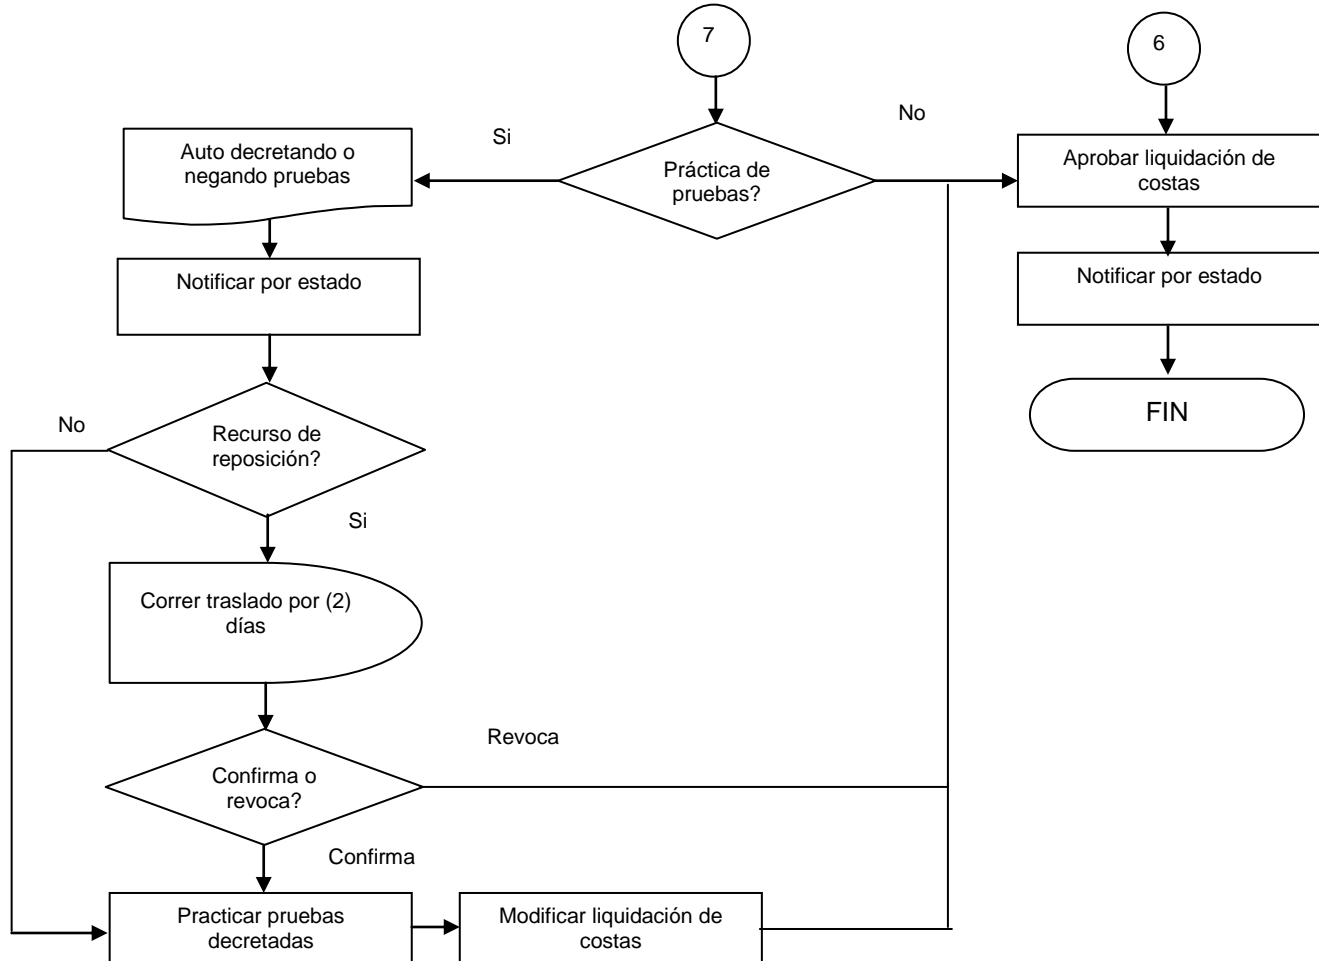 7
6
No
Si
Auto decretando o
negando pruebas
Práctica de
pruebas?
Aprobar liquidación de
costas
Notificar por estado
Notificar por estado
No
Recurso de
reposición?
FIN
Si
Correr traslado por (2)
días
Revoca
Confirma o
revoca?
Confirma
Practicar pruebas
decretadas
Modificar liquidación de
costas